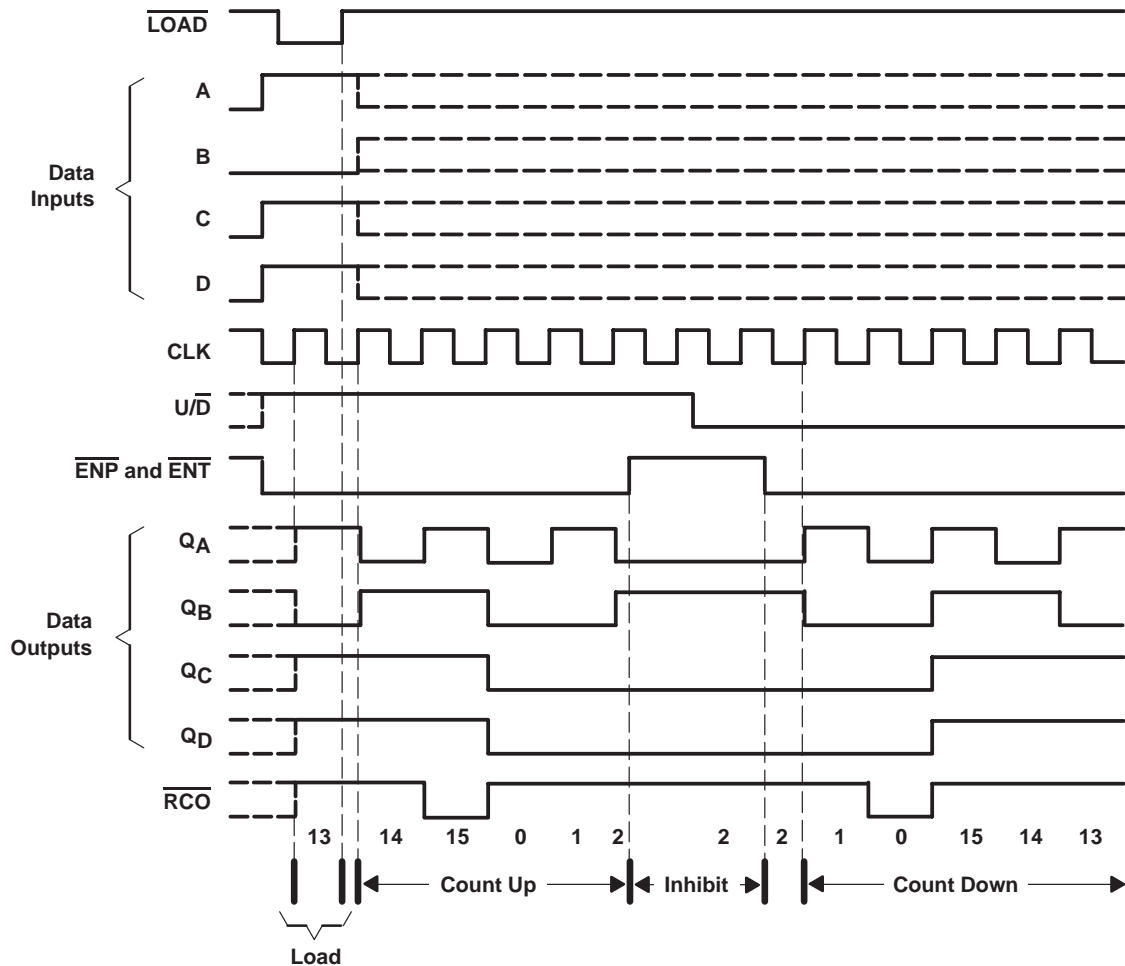 LOAD
A
B
Data
Inputs
C
D
CLK
U/D
ENP and ENT
QA
QB
Data
Outputs
QC
QD
RCO
13 14 15 0 1 2 2 2 1 0 15 14 13
Count Up Inhibit Count Down
Load